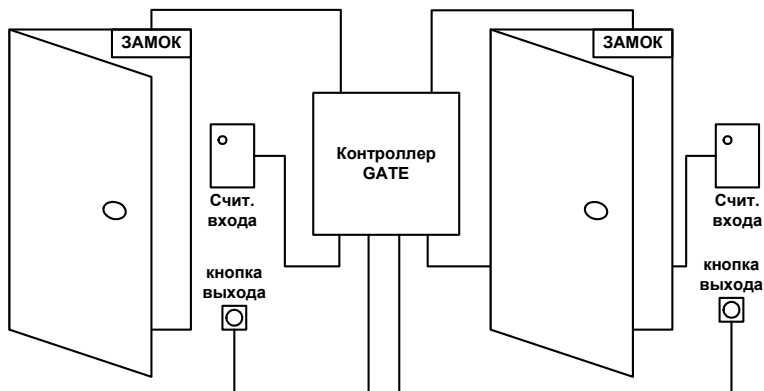 ЗАМОК
ЗАМОК
Контроллер
GATE
Счит.
входа
Счит.
входа
кнопка
выхода
кнопка
выхода